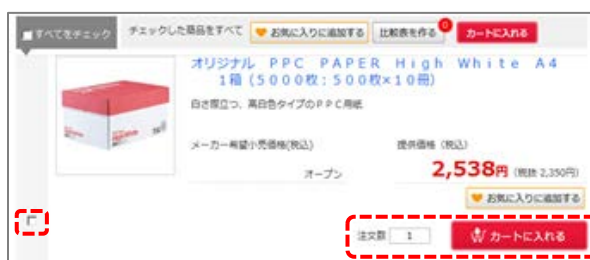 すべてをチェック チェックした商品をすべて お気に入りに追加する 比較表を作る 0 カートに入れる
オリジナル PPC PAPER High White A4
1箱(5000枚:500枚×10冊)
白さ際立つ、高白色タイプのPPC用紙
メーカー希望小売価格(税込) 提供価格 (税込)
オープン 2,538円 (税抜 2,350円)
お気に入りに追加する
注文数 1 カートに入れる